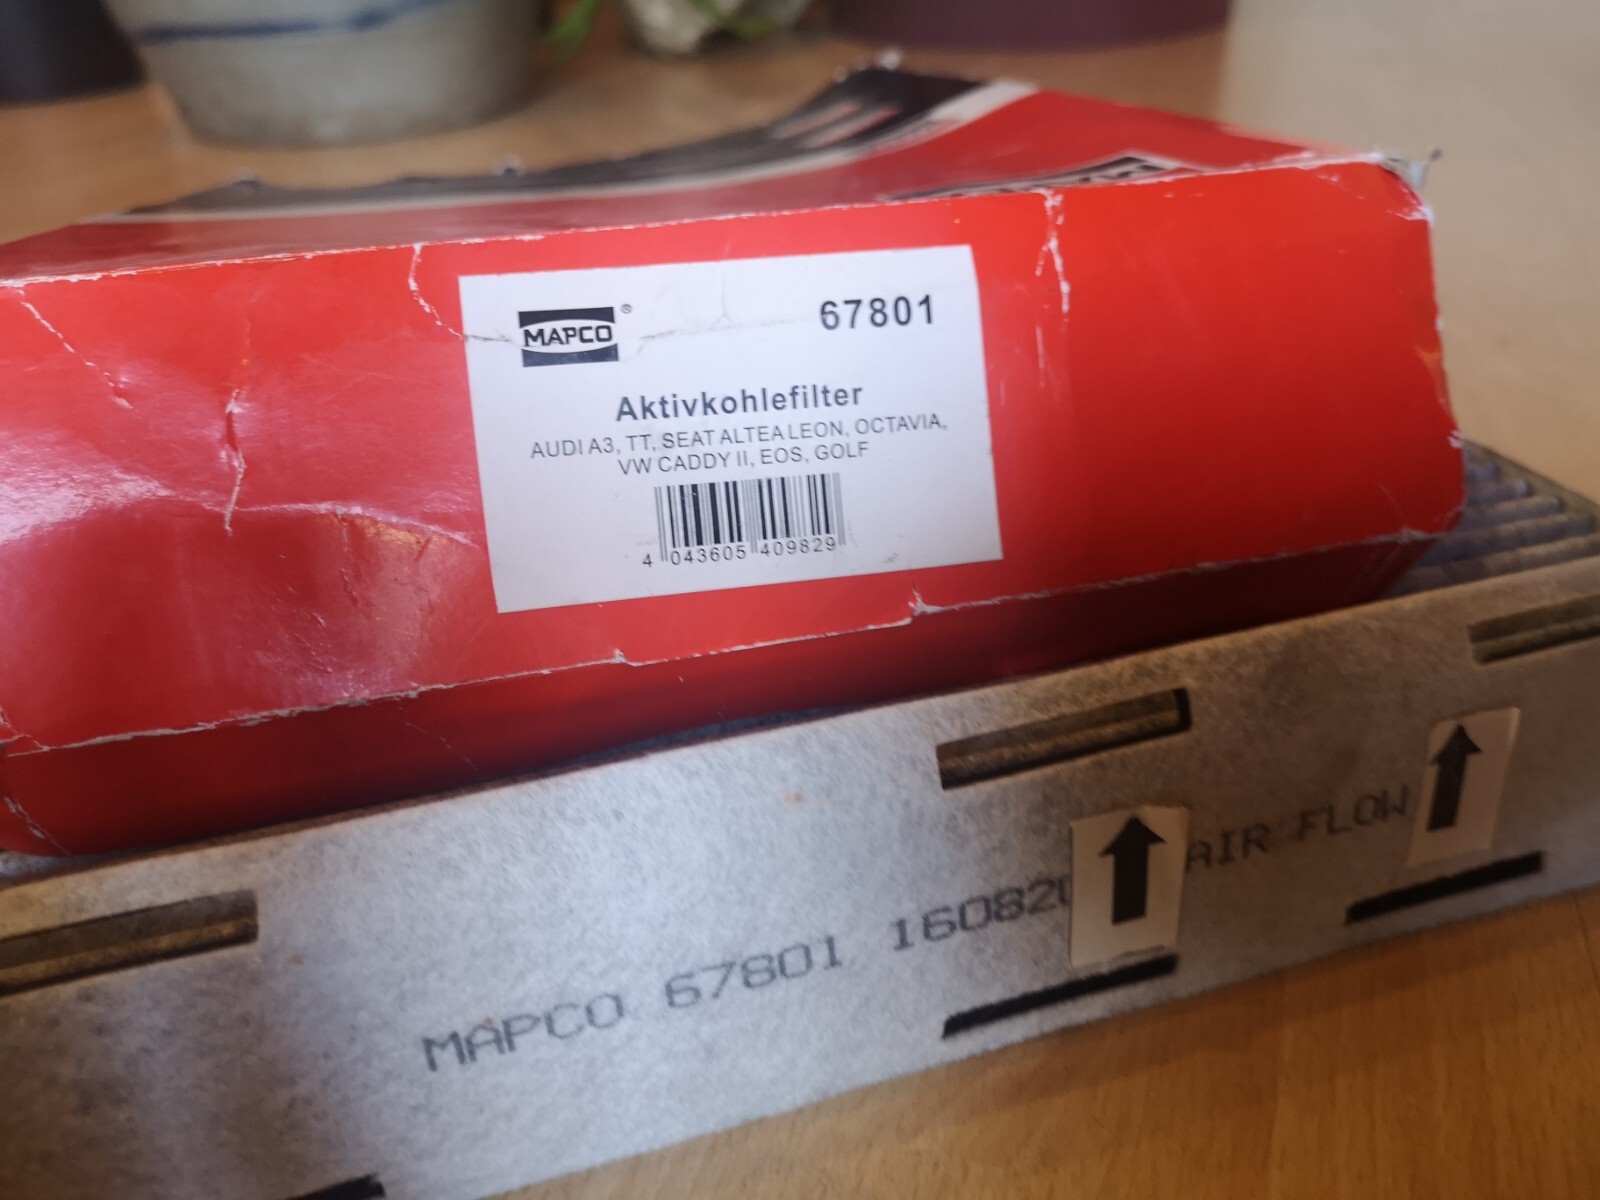 MAPCO ®
67801
Aktivkohlefilter
AUDI A3, TT, SEAT ALTEA LEON, OCTAVIA,
VW CADDY II, EOS, GOLF
4 043605 409829
MAPCO 67801 160820 AIR FLOW